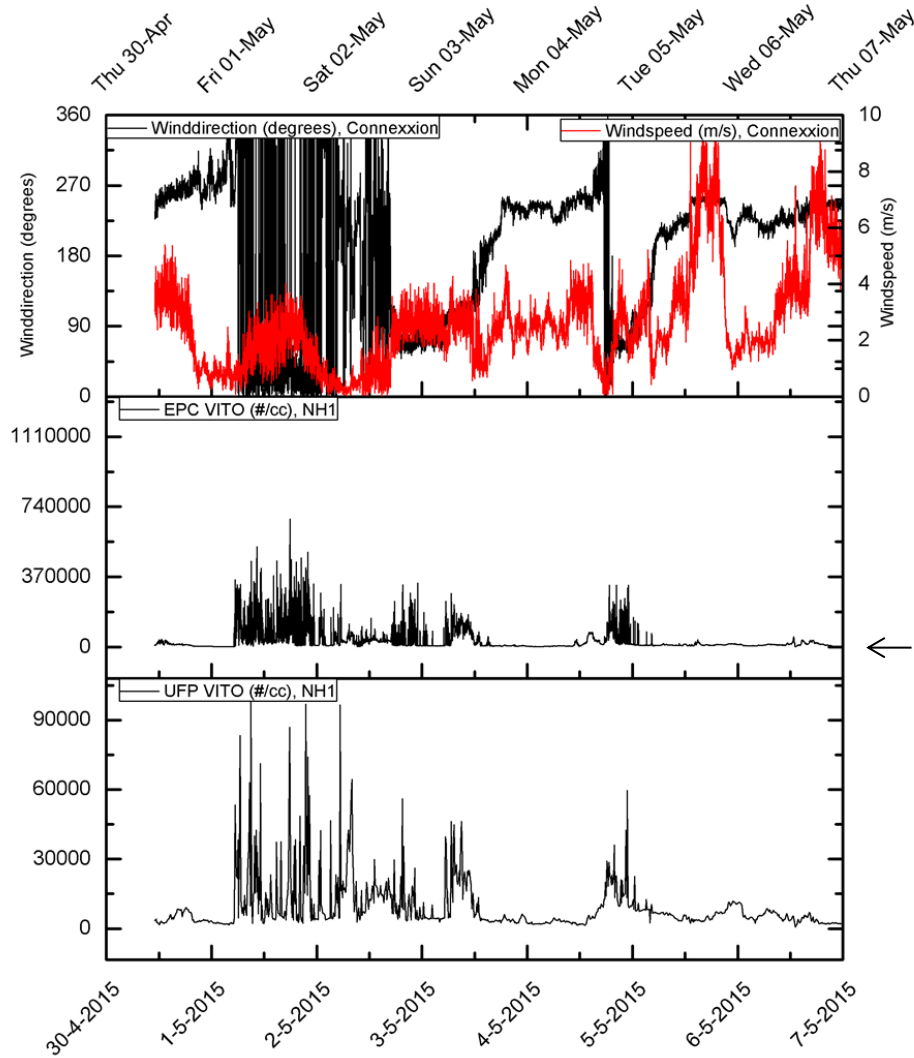 Thu 30-Apr
Fri 01-May
Sat 02-May
Sun 03-May
Mon 04-May
Tue 05-May
Wed 06-May
Thu 07-May
Winddirection (degrees), Connexxion
Windspeed (m/s), Connexxion
Winddirection (degrees)
360
270
180
90
0
10
8
6
4
2
0
Windspeed (m/s)
EPC VITO (#/cc), NH1
1110000
740000
370000
0
UFP VITO (#/cc), NH1
90000
60000
30000
0
30-4-2015
1-5-2015
2-5-2015
3-5-2015
4-5-2015
5-5-2015
6-5-2015
7-5-2015